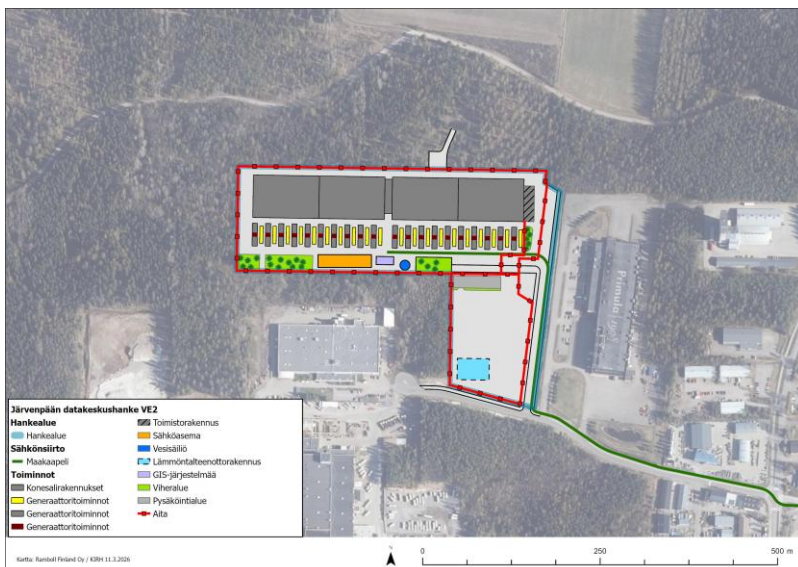 Primula
Järvenpään datakeskushanke VE2
Hankealue
Hankealue
Sähkönsiirto
Maakaapeli
Toiminnot
Konesalirakennukset
Generaattoritoiminnot
Generaattoritoiminnot
Generaattoritoiminnot
Toimistorakennus
Sähköasema
Vesisäiliö
Lämmöntalteenottorakennus
GIS-järjestelmää
Viheralue
Pysäköintialue
Aita
Kartta: Ramboll Finland Oy / KIRH 11.3.2026
N
0 250 500 m